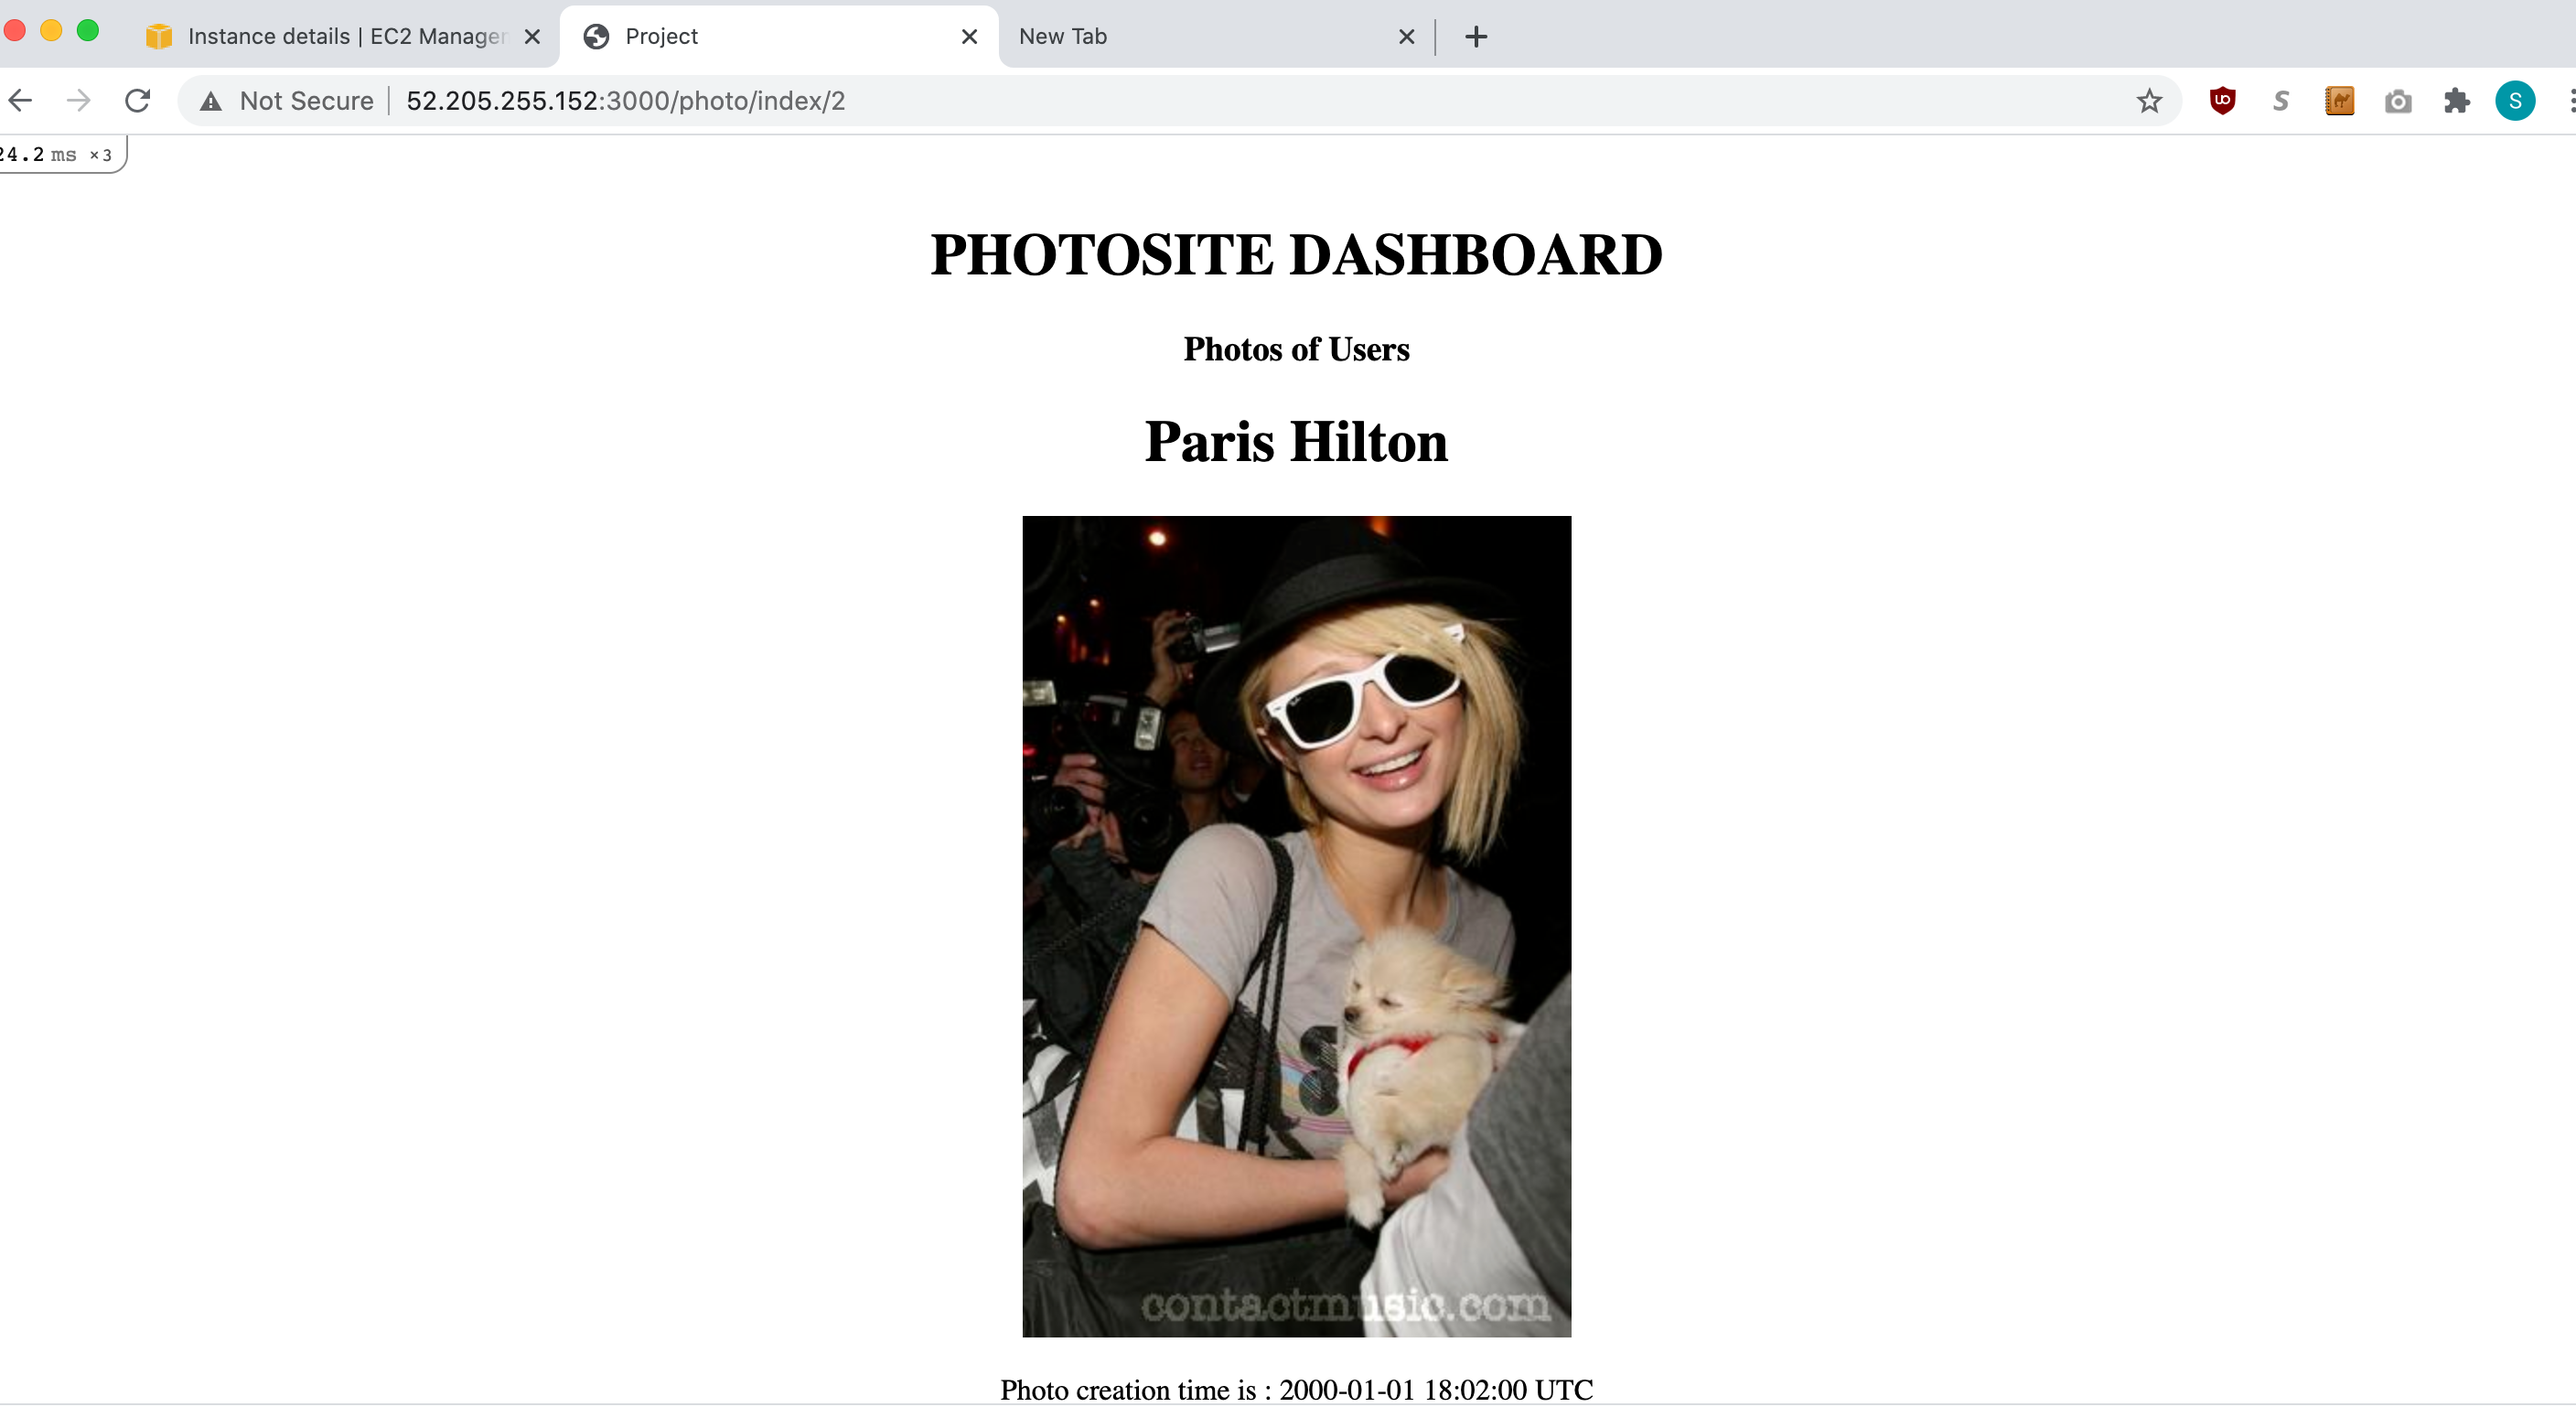 Instance details | EC2 Manager
Project
New Tab
Not Secure
52.205.255.152:3000/photo/index/2
S
S
24.2 ms ×3
PHOTOSITE DASHBOARD
Photos of Users
Paris Hilton
contactmusic.com
Photo creation time is : 2000-01-01 18:02:00 UTC